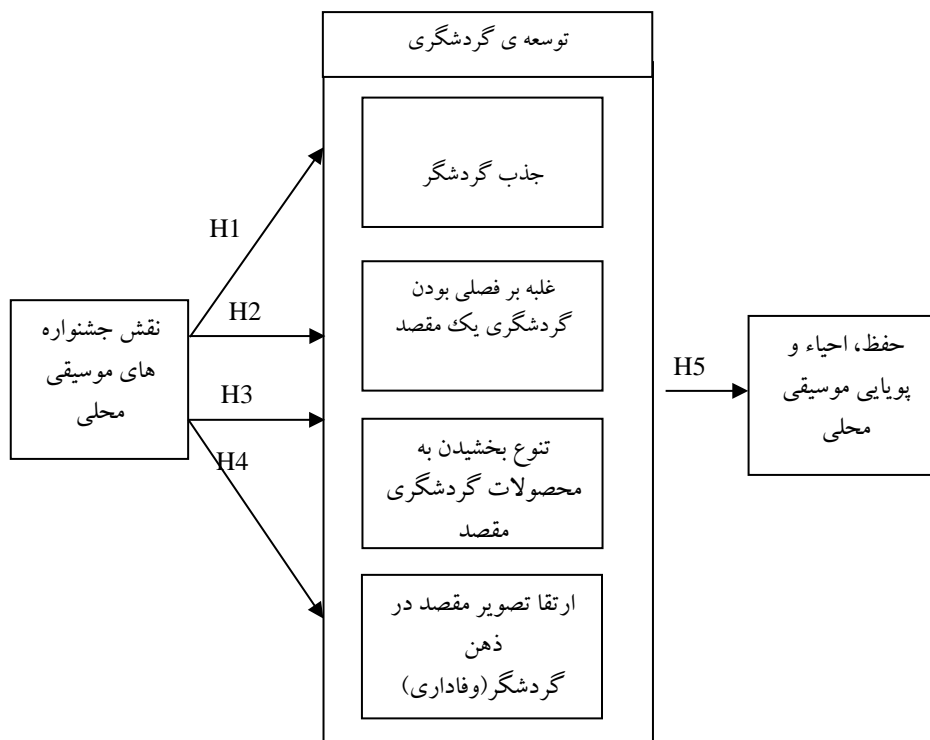 توسعه ی گردشگری
جذب گردشگر
H1
غلبه بر فصلی بودن
گردشگری یک مقصد
H2
نقش جشنواره
های موسیقی
محلی
حفظ، احیاء و
پویایی موسیقی
محلی
H5
H3
H4
تنوع بخشیدن به
محصولات گردشگری
مقصد
ارتقا تصویر مقصد در
ذهن
گردشگر(وفاداری)